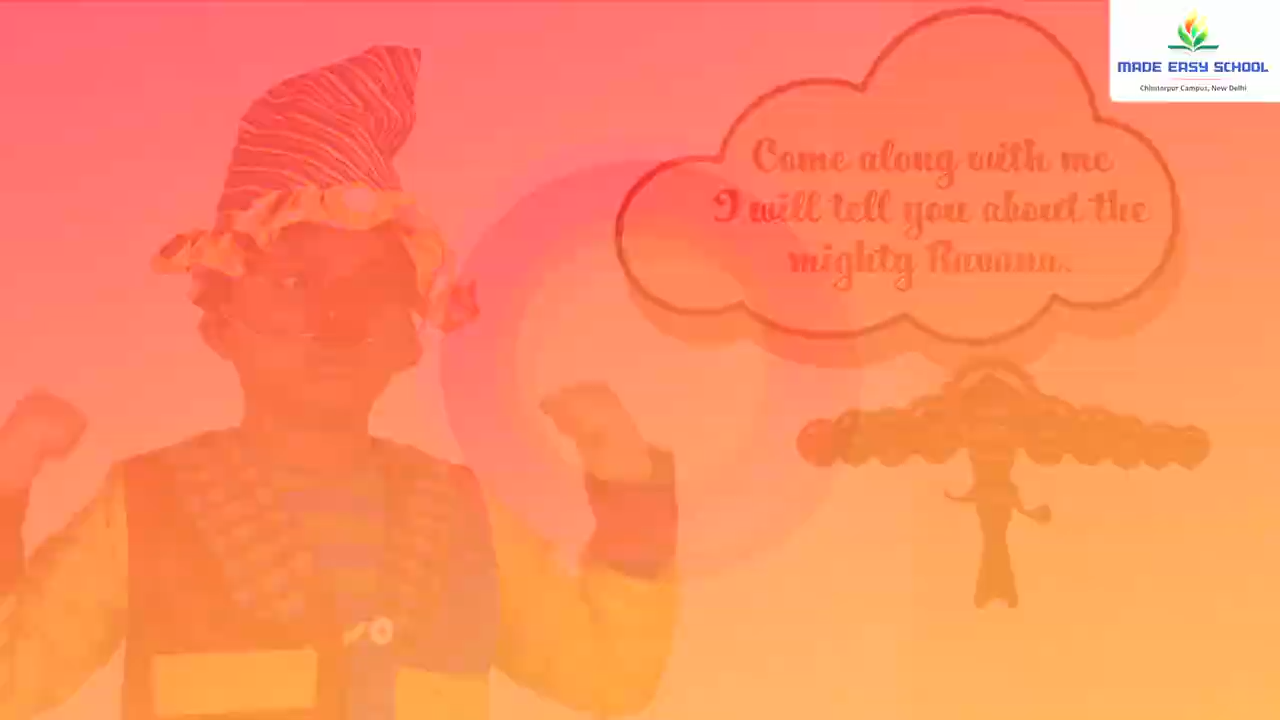 MADE EASY SCHOOL
Chhatarpur Campus, New Delhi
Come along with me
I will tell you about the
mighty Ravana.